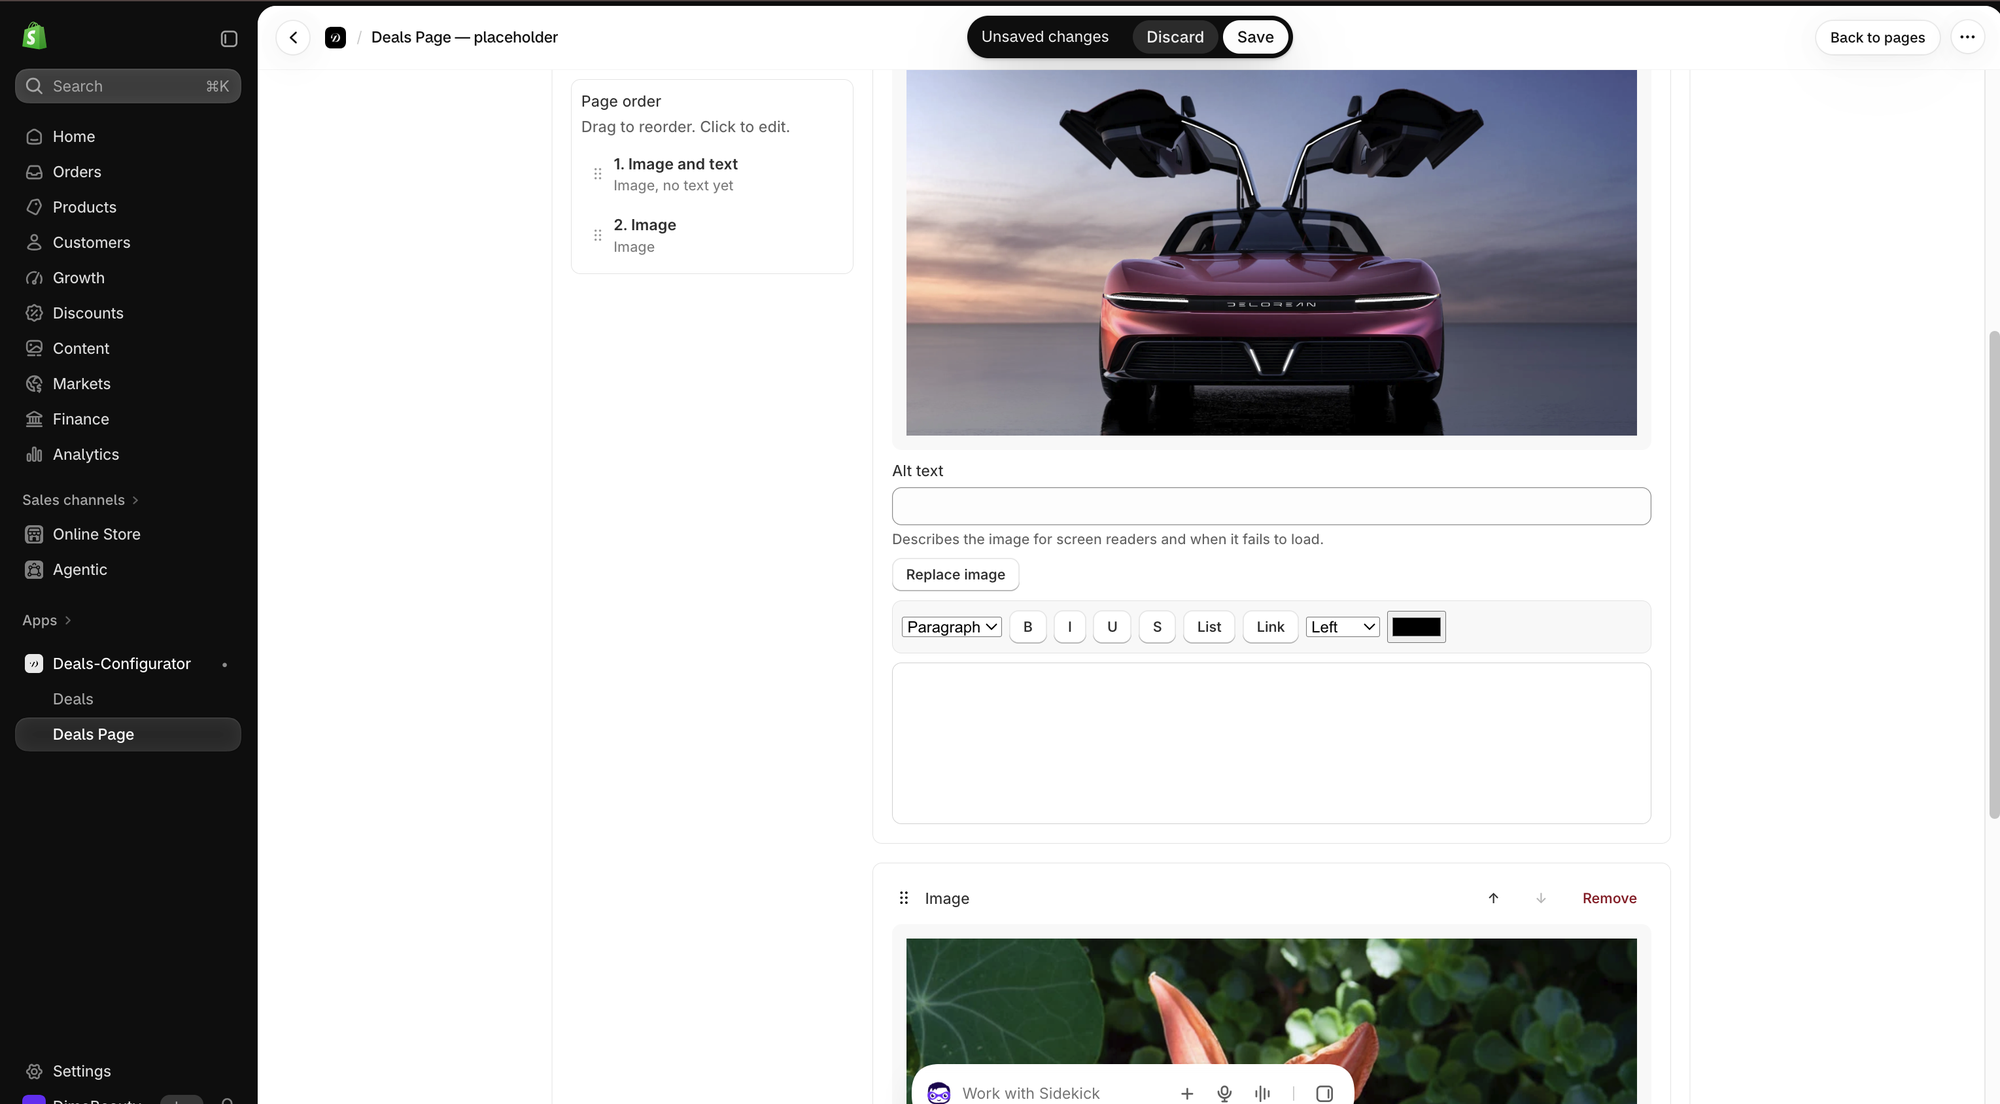 Search ⌘K
Home
Orders
Products
Customers
Growth
Discounts
Content
Markets
Finance
Analytics
Sales channels
Online Store
Agentic
Apps
Deals-Configurator
Deals
Deals Page
Settings
/ Deals Page — placeholder
Unsaved changes Discard Save
Back to pages
Page order
Drag to reorder. Click to edit.
1. Image and text
Image, no text yet
2. Image
Image
DELOREAN
Alt text
Describes the image for screen readers and when it fails to load.
Replace image
Paragraph B I U S List Link Left
Image Remove
Work with Sidekick